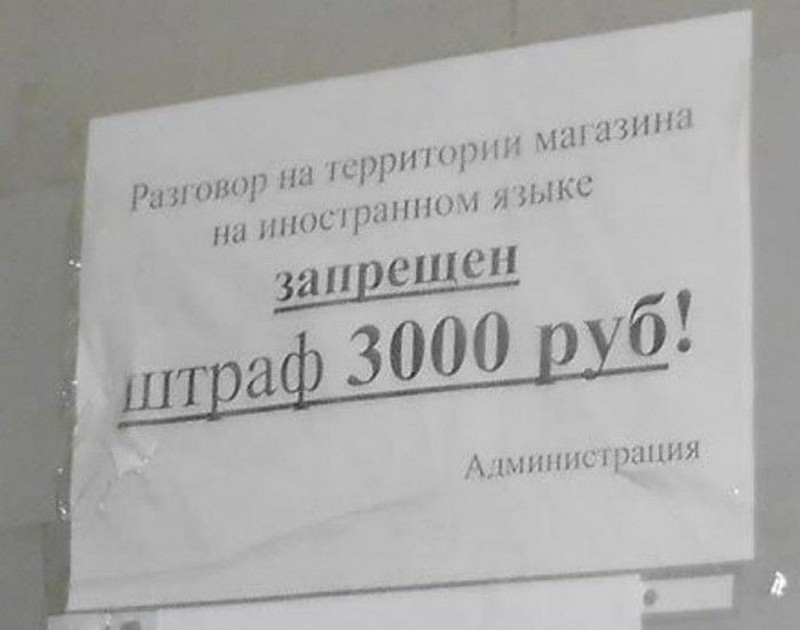 Разговор на территории магазина
на иностранном языке
запрещен
штраф 3000 руб!
Администрация